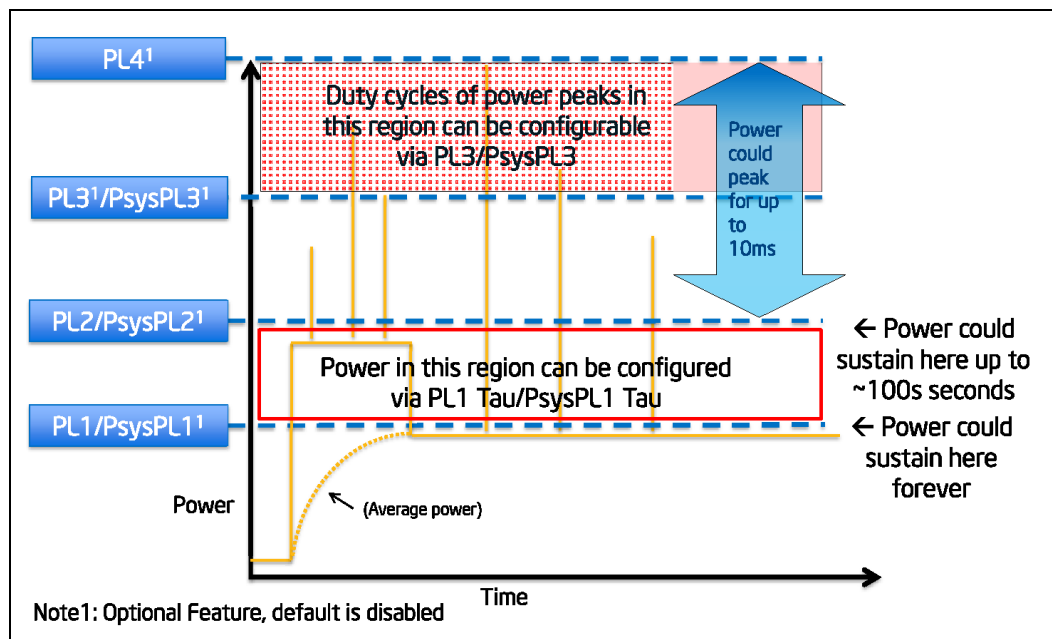 PL4¹
Duty cycles of power peaks in
this region can be configurable
via PL3/PsysPL3
Power
could
peak
for up
to
10ms
PL3¹/PsysPL3¹
PL2/PsysPL2¹
← Power could
sustain here up to
~100s seconds
Power in this region can be configured
via PL1 Tau/PsysPL1 Tau
PL1/PsysPL1¹
← Power could
sustain here
forever
Power
(Average power)
Time
Note1: Optional Feature, default is disabled